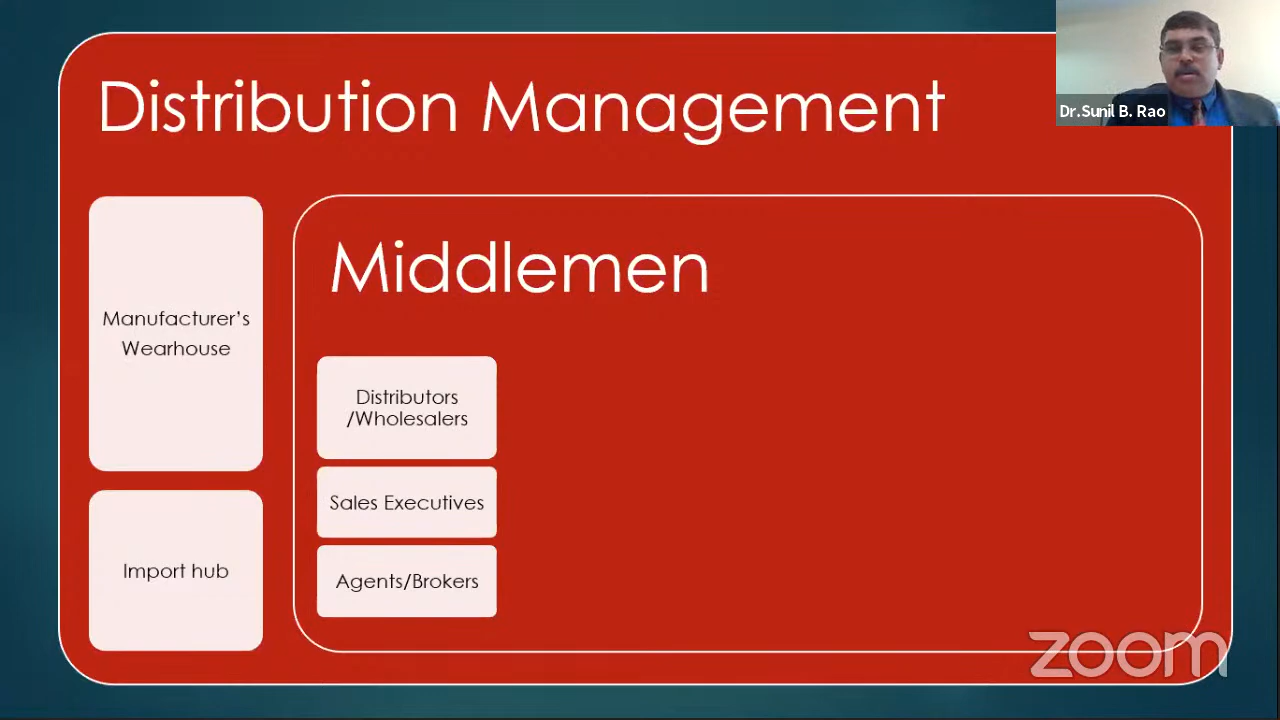 Distribution Management
Dr.Sunil B. Rao
Manufacturer's
Wearhouse
Import hub
Middlemen
Distributors
/Wholesalers
Sales Executives
Agents/Brokers
zoom